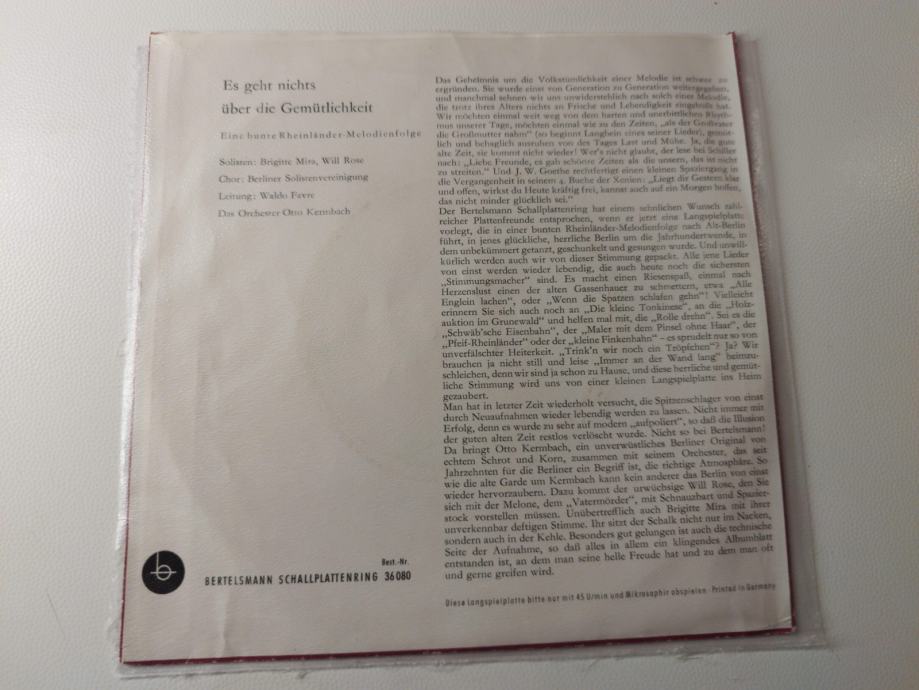 Es geht nichts
über die Gemütlichkeit
Eine bunte Rheinländer-Melodienfolge
Solisten: Brigitte Mira, Will Rose
Chor: Berliner Solistenvereinigung
Leitung: Waldo Favre
Das Orchester Otto Kermbach
Das Geheimnis um die Volkstümlichkeit einer Melodie ist schwer zu
ergründen. Sie wurde einst von Generation zu Generation weitergegeben,
und manchmal sehnen wir uns unwiderstehlich nach solch einer Melodie,
die trotz ihres Alters nichts an Frische und Lebendigkeit eingebüßt hat.
Wir möchten einmal weit weg von dem harten und unerbittlichen Rhyth-
mus unserer Tage, möchten einmal wie zu den Zeiten, „als der Großvater
die Großmutter nahm“ (so beginnt Langbein eines seiner Lieder), gemüt-
lich und behaglich ausruhen von des Tages Last und Mühe. Ja, die gute
alte Zeit, sie kommt nicht wieder! Wer's nicht glaubt, der lese bei Schiller
nach: „Liebe Freunde, es gab schönre Zeiten als die unsern, das ist nicht
zu streiten.“ Und J. W. Goethe rechtfertigt einen kleinen Spaziergang in
die Vergangenheit in seinem 4. Buche der Xenien: „Liegt dir Gestern klar
und offen, wirkst du Heute kräftig frei, kannst auch auf ein Morgen hoffen,
das nicht minder glücklich sei.“
Der Bertelsmann Schallplattenring hat einem sehnlichen Wunsch zahl-
reicher Plattenfreunde entsprochen, wenn er jetzt eine Langspielplatte
vorlegt, die in einer bunten Rheinländer-Melodienfolge nach Alt-Berlin
führt, in jenes glückliche, herrliche Berlin um die Jahrhundertwende, in
dem unbekümmert getanzt, geschunkelt und gesungen wurde. Und unwill-
kürlich werden auch wir von dieser Stimmung gepackt. Alle jene Lieder
von einst werden wieder lebendig, die auch heute noch die sichersten
„Stimmungsmacher“ sind. Es macht einen Riesenspaß, einmal nach
Herzenslust einen der alten Gassenhauer zu schmettern, etwa „Alle
Englein lachen“, oder „Wenn die Spatzen schlafen gehn“! Vielleicht
erinnern Sie sich auch noch an „Die kleine Tonkinese“, an die „Holz-
auktion im Grunewald“ und helfen mal mit, die „Rolle drehn“. Sei es die
„Schwäb'sche Eisenbahn“, der „Maler mit dem Pinsel ohne Haar“, der
„Pfeif-Rheinländer“ oder der „kleine Finkenhahn“ – es sprudelt nur so von
unverfälschter Heiterkeit. „Trink'n wir noch ein Tröpfchen“? Ja? Wir
brauchen ja nicht still und leise „Immer an der Wand lang“ heimzu-
schleichen, denn wir sind ja schon zu Hause, und diese herrliche und gemüt-
liche Stimmung wird uns von einer kleinen Langspielplatte ins Heim
gezaubert.
Man hat in letzter Zeit wiederholt versucht, die Spitzenschlager von einst
durch Neuaufnahmen wieder lebendig werden zu lassen. Nicht immer mit
Erfolg, denn es wurde zu sehr auf modern „aufpoliert“, so daß die Illusion
der guten alten Zeit restlos verlöscht wurde. Nicht so bei Bertelsmann!
Da bringt Otto Kermbach, ein unverwüstliches Berliner Original von
echtem Schrot und Korn, zusammen mit seinem Orchester, das seit
Jahrzehnten für die Berliner ein Begriff ist, die richtige Atmosphäre. So
wie die alte Garde um Kermbach kann kein anderer das Berlin von einst
wieder hervorzaubern. Dazu kommt der urwüchsige Will Rose, den Sie
sich mit der Melone, dem „Vatermörder“, mit Schnauzbart und Spazier-
stock vorstellen müssen. Unübertrefflich auch Brigitte Mira mit ihrer
unverkennbar deftigen Stimme. Ihr sitzt der Schalk nicht nur im Nacken,
sondern auch in der Kehle. Besonders gut gelungen ist auch die technische
Seite der Aufnahme, so daß alles in allem ein klingendes Albumblatt
entstanden ist, an dem man seine helle Freude hat und zu dem man oft
und gerne greifen wird.
Best.-Nr.
BERTELSMANN SCHALLPLATTENRING 36080
Diese Langspielplatte bitte nur mit 45 U/min und Mikrosaphir abspielen · Printed in Germany